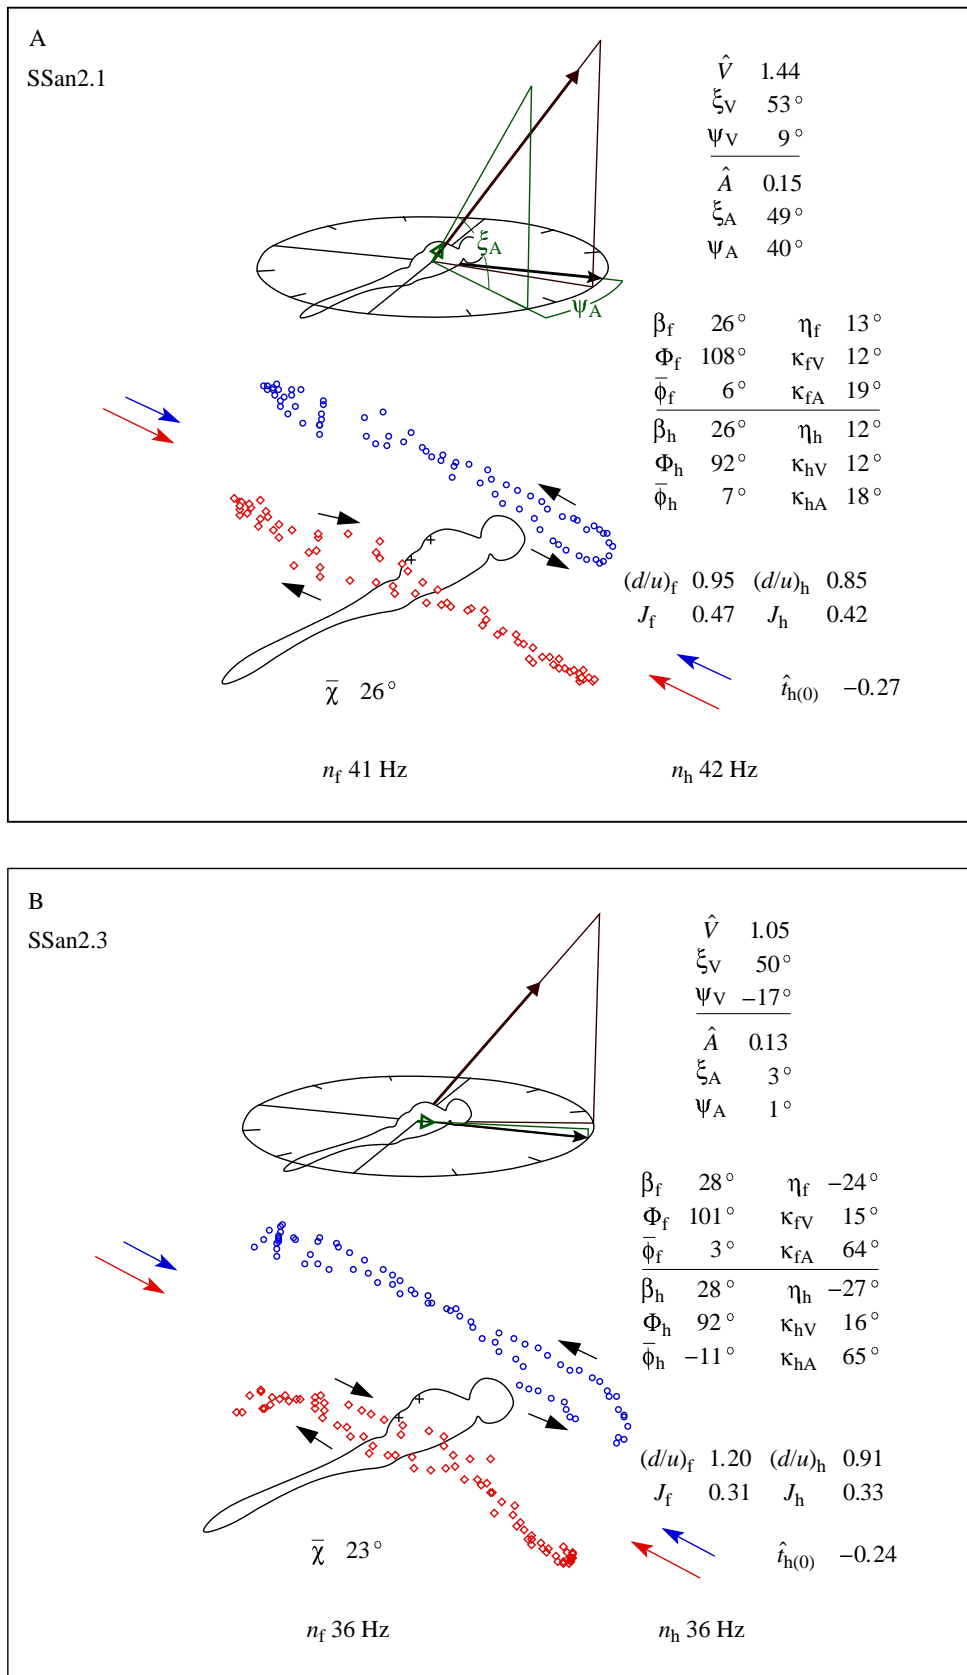 A
SSan2.1
V̂ 1.44
ξV 53°
ψV 9°
Â 0.15
ξA 49°
ψA 40°
ξA
ψA
βf 26° ηf 13°
Φf 108° κfV 12°
ϕ̅f 6° κfA 19°
βh 26° ηh 12°
Φh 92° κhV 12°
ϕ̅h 7° κhA 18°
(d/u)f 0.95 (d/u)h 0.85
Jf 0.47 Jh 0.42
χ̅ 26° t̂h(0) −0.27
nf 41 Hz nh 42 Hz
B
SSan2.3
V̂ 1.05
ξV 50°
ψV −17°
Â 0.13
ξA 3°
ψA 1°
βf 28° ηf −24°
Φf 101° κfV 15°
ϕ̅f 3° κfA 64°
βh 28° ηh −27°
Φh 92° κhV 16°
ϕ̅h −11° κhA 65°
(d/u)f 1.20 (d/u)h 0.91
Jf 0.31 Jh 0.33
χ̅ 23° t̂h(0) −0.24
nf 36 Hz nh 36 Hz